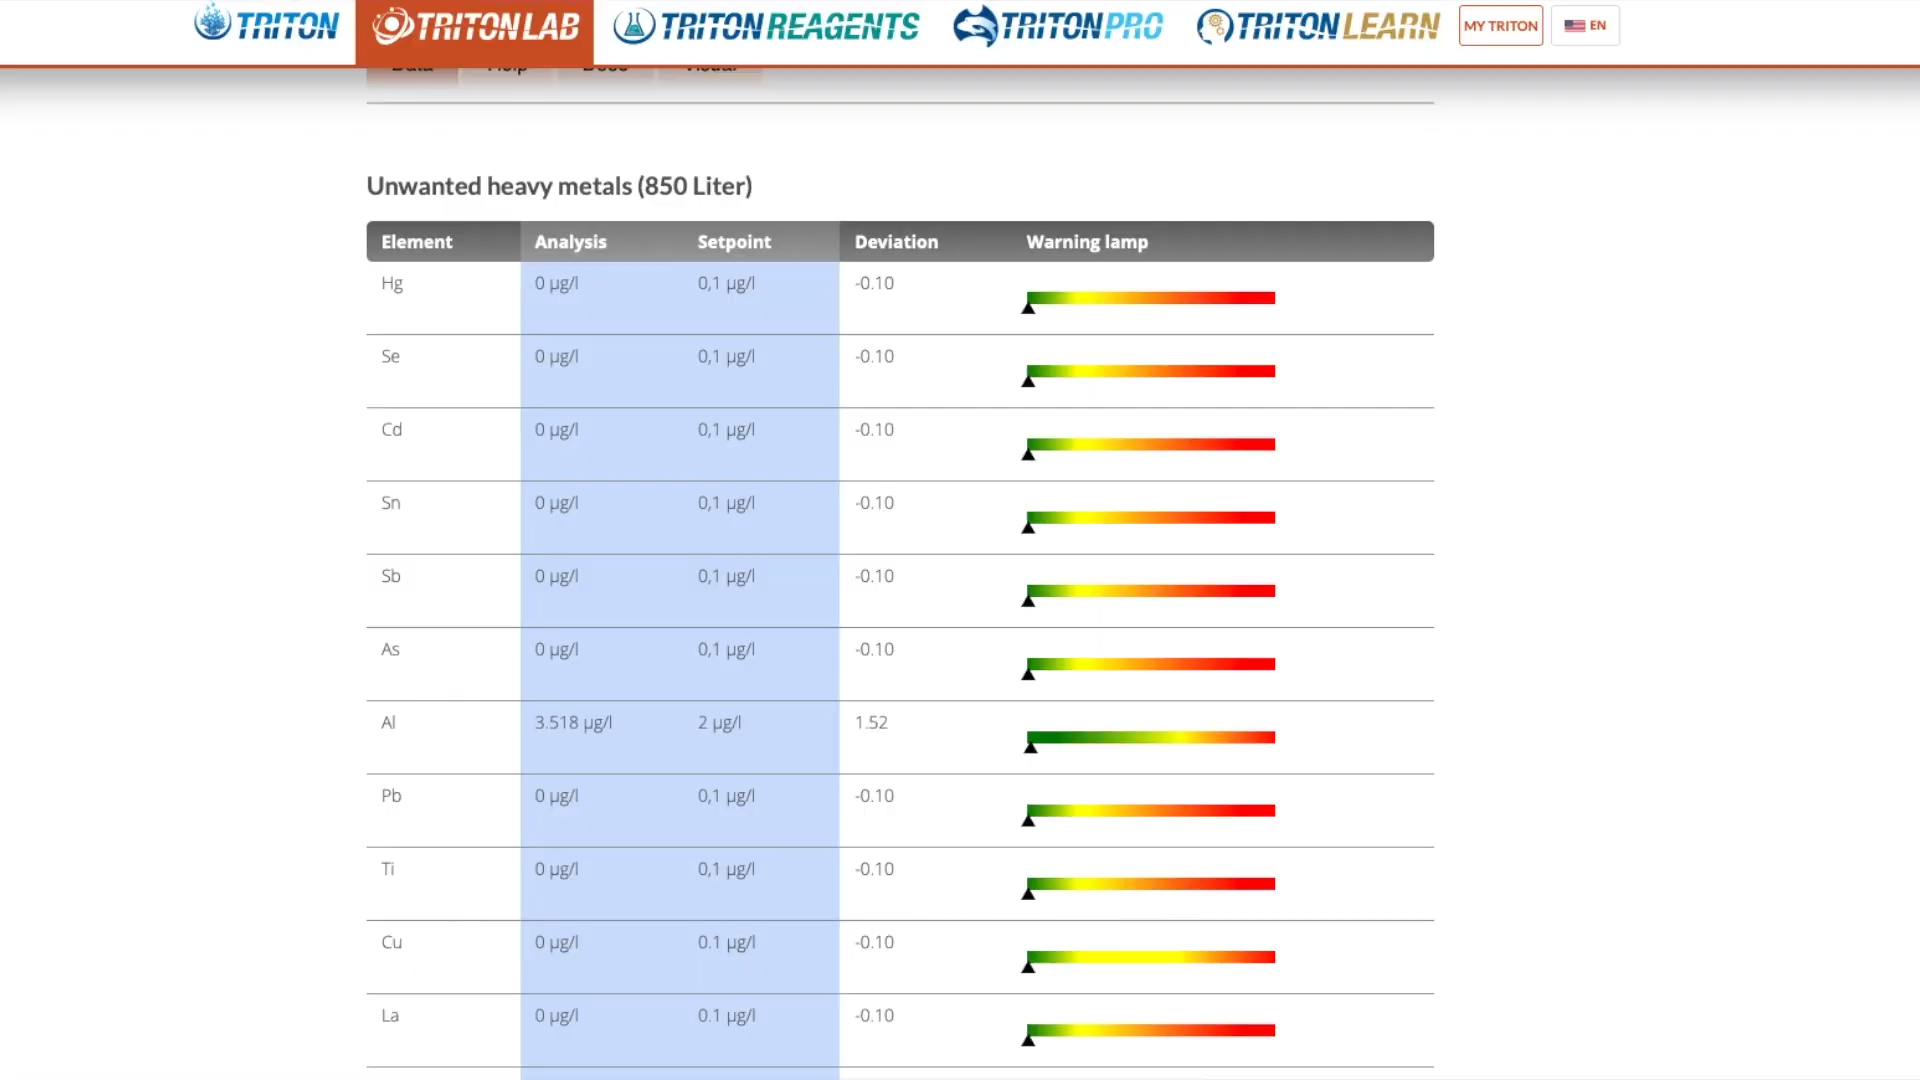 TRITON TRITONLAB TRITON REAGENTS TRITON PRO TRITON LEARN MY TRITON EN
Data Help Dose Visual
Unwanted heavy metals (850 Liter)
Element Analysis Setpoint Deviation Warning lamp
Hg 0 µg/l 0,1 µg/l -0.10
Se 0 µg/l 0,1 µg/l -0.10
Cd 0 µg/l 0,1 µg/l -0.10
Sn 0 µg/l 0,1 µg/l -0.10
Sb 0 µg/l 0,1 µg/l -0.10
As 0 µg/l 0,1 µg/l -0.10
Al 3.518 µg/l 2 µg/l 1.52
Pb 0 µg/l 0,1 µg/l -0.10
Ti 0 µg/l 0,1 µg/l -0.10
Cu 0 µg/l 0.1 µg/l -0.10
La 0 µg/l 0.1 µg/l -0.10